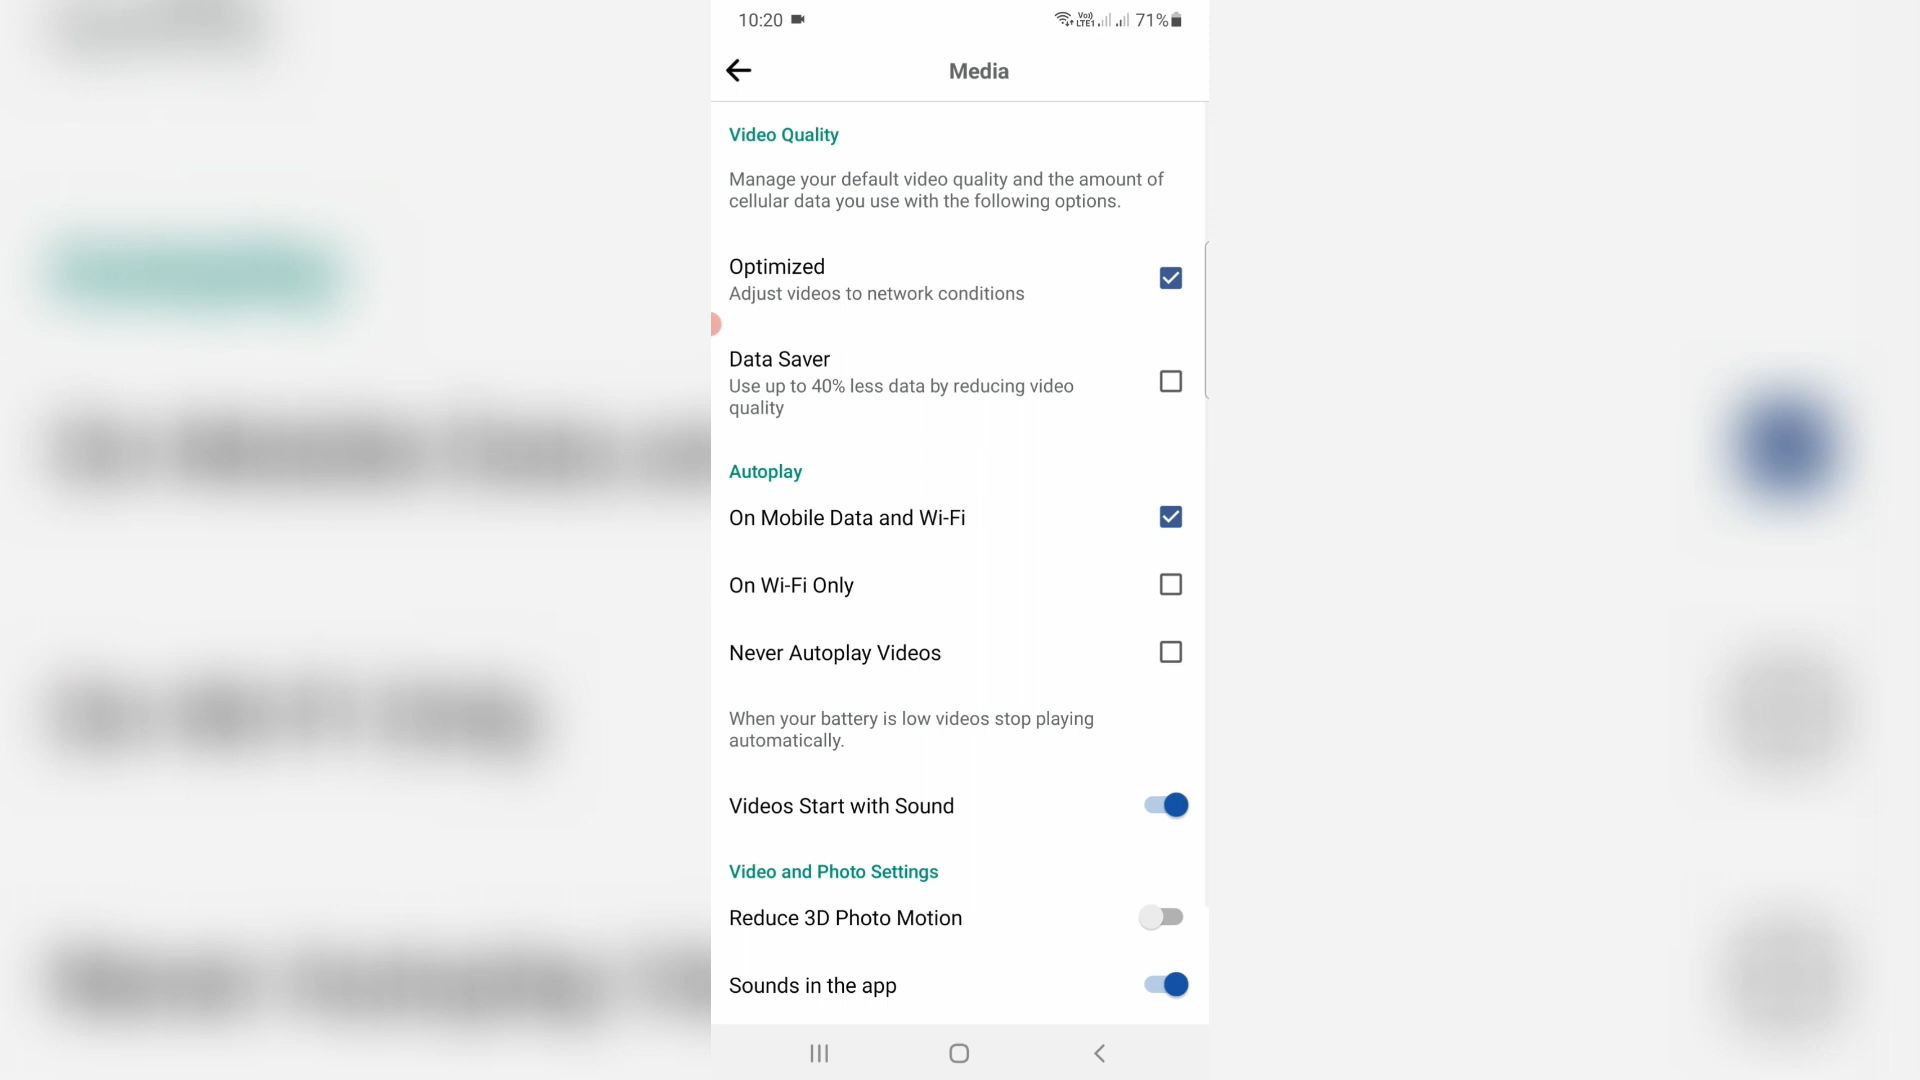 10:20 Vo) LTE1 71%
Media
Video Quality
Manage your default video quality and the amount of
cellular data you use with the following options.
Optimized
Adjust videos to network conditions
Data Saver
Use up to 40% less data by reducing video
quality
Autoplay
On Mobile Data and Wi-Fi
On Wi-Fi Only
Never Autoplay Videos
When your battery is low videos stop playing
automatically.
Videos Start with Sound
Video and Photo Settings
Reduce 3D Photo Motion
Sounds in the app